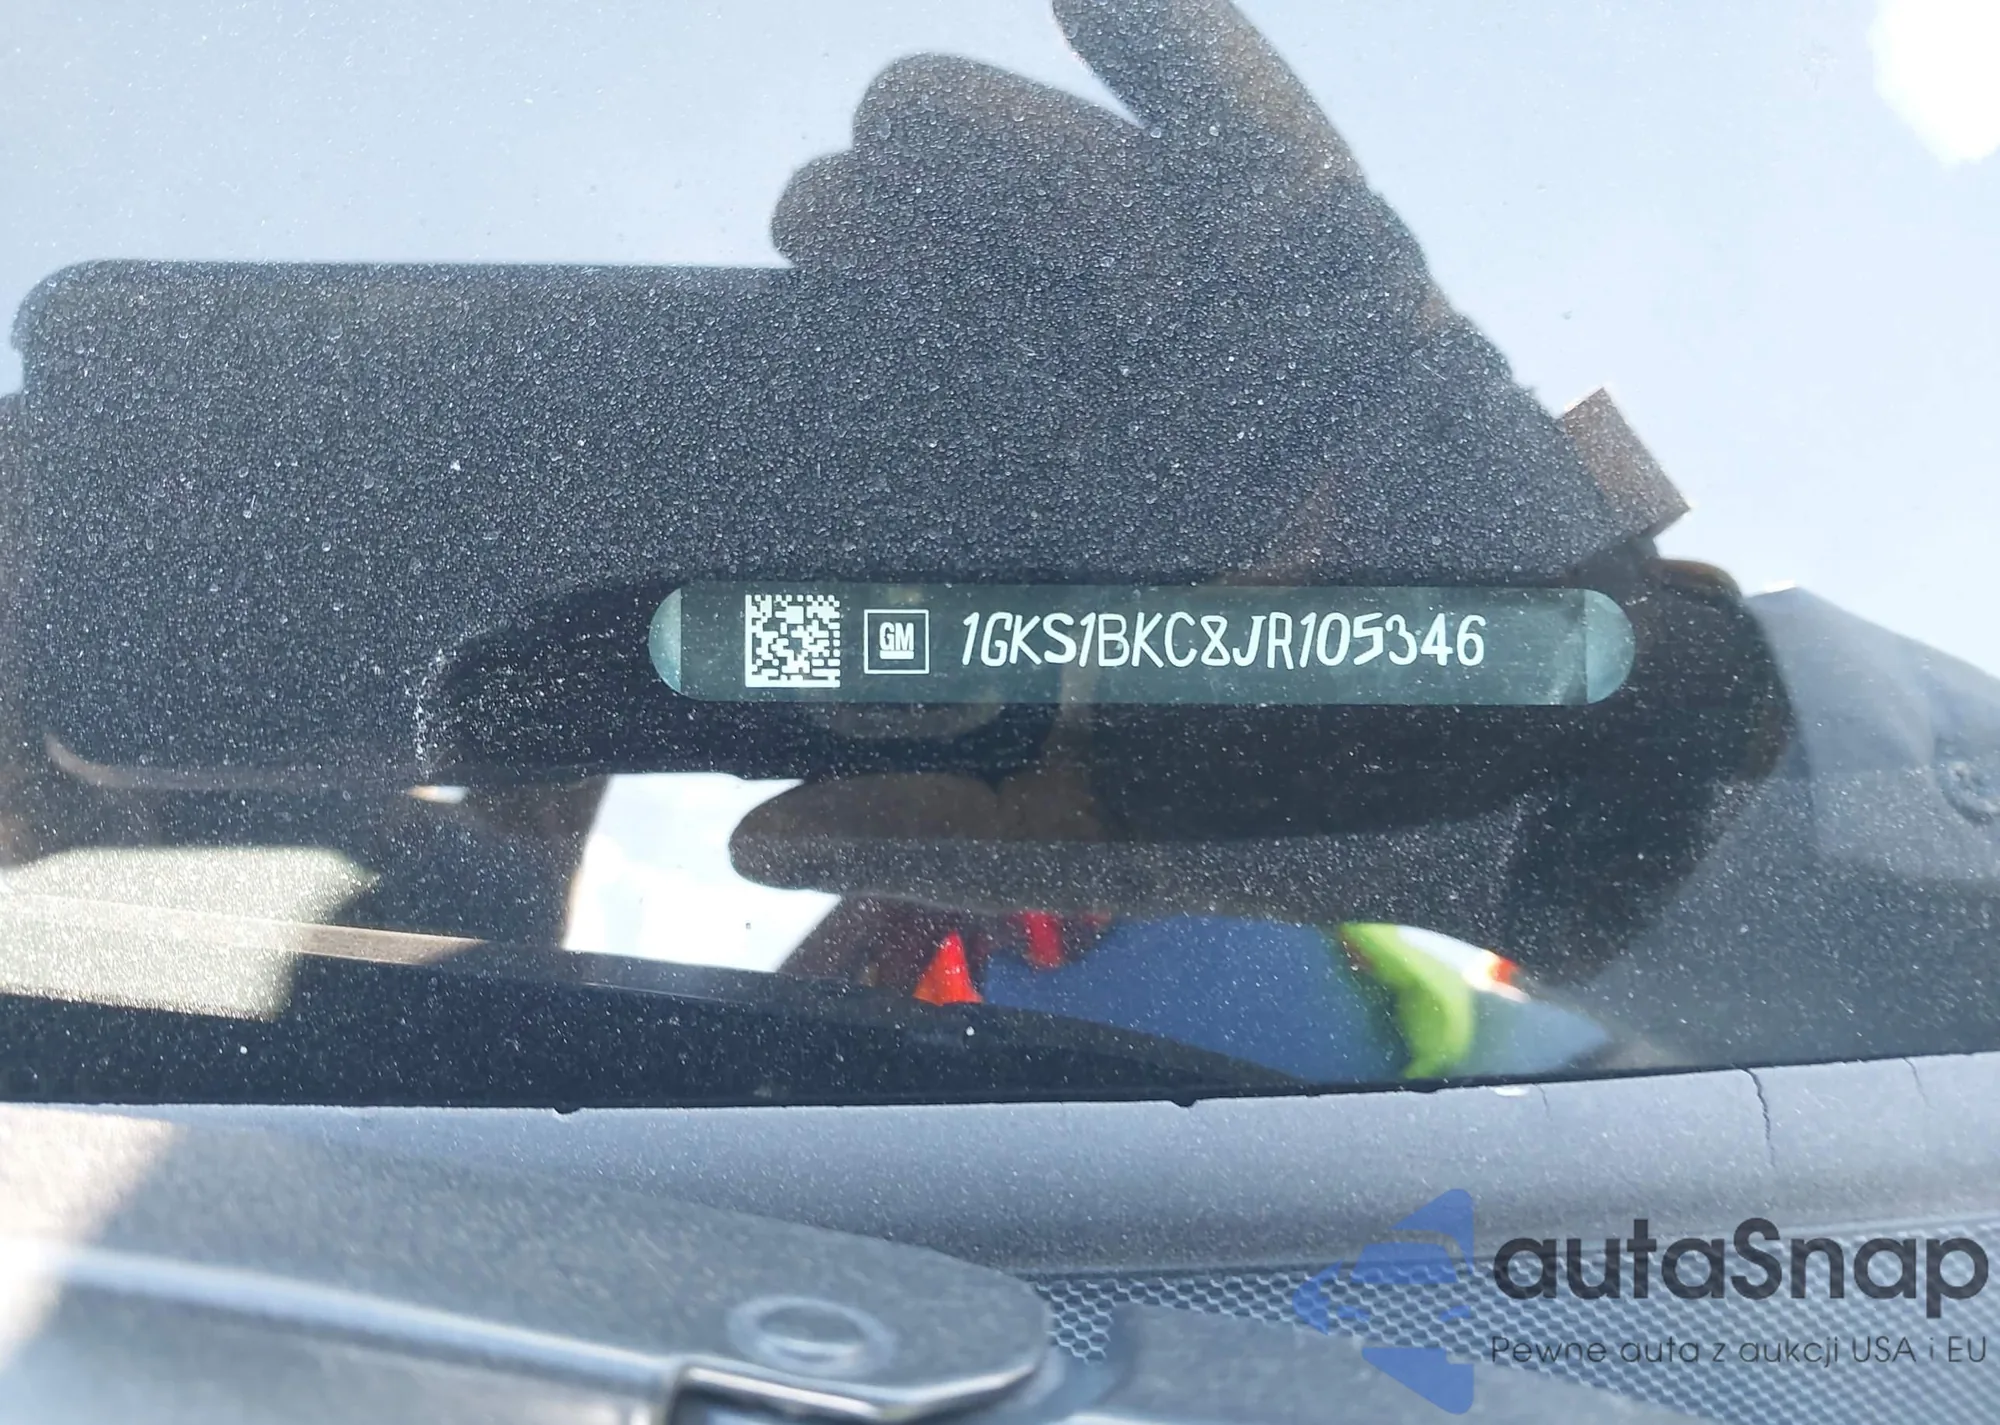 GM 1GKS1BKC8JR105346
autaSnap
Pewne auta z aukcji USA i EU